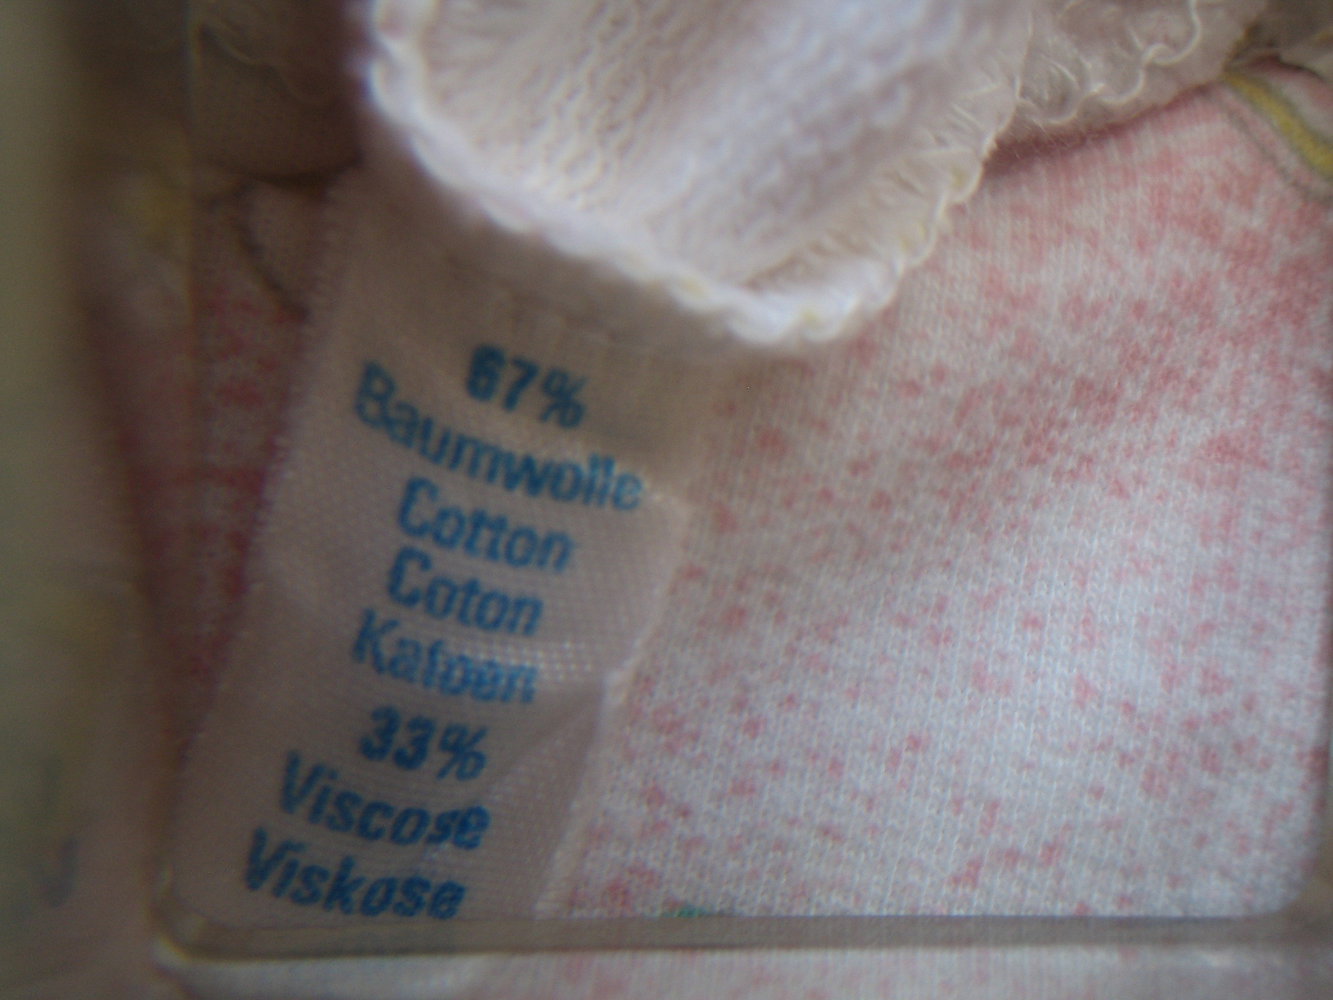 67%
Baumwolle
Cotton
Coton
Katoen
33%
Viscose
Viskose